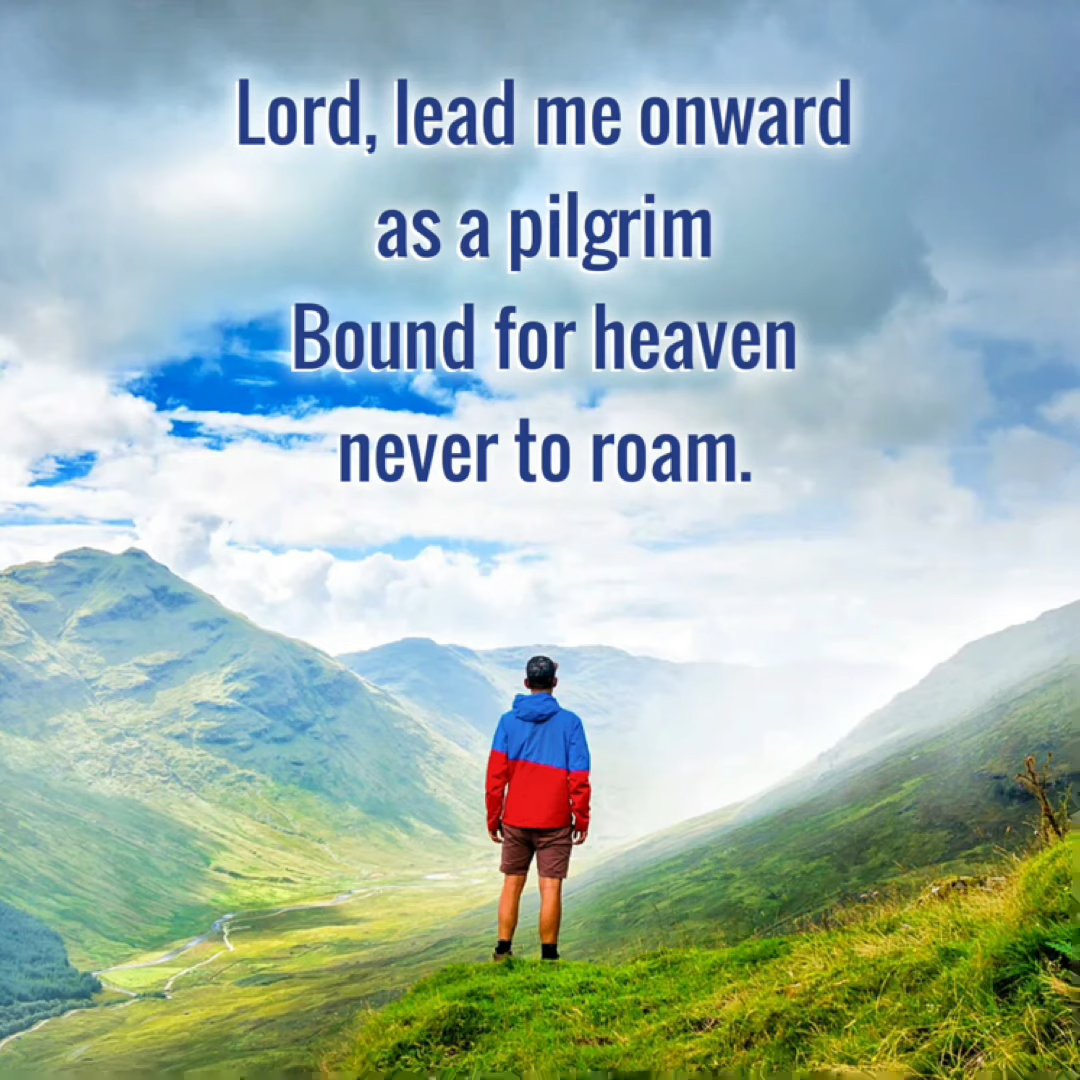 Lord, lead me onward
as a pilgrim
Bound for heaven
never to roam.